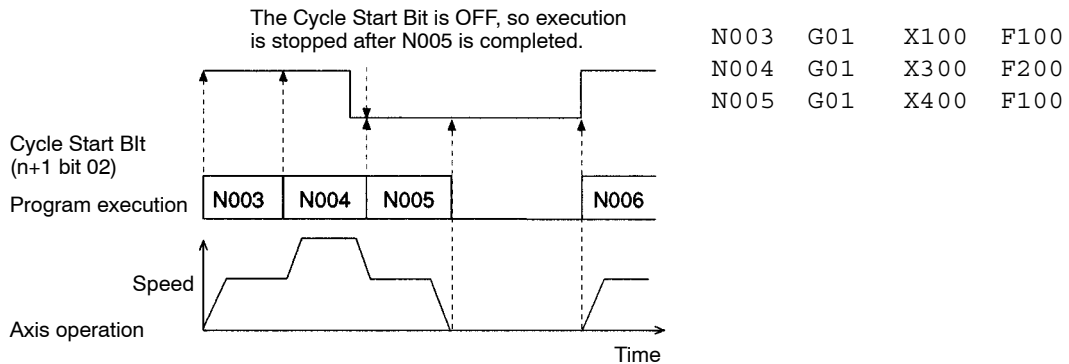 The Cycle Start Bit is OFF, so execution
is stopped after N005 is completed.
N003 G01 X100 F100
N004 G01 X300 F200
N005 G01 X400 F100
Cycle Start BIt
(n+1 bit 02)
Program execution
N003 N004 N005 N006
Speed
Axis operation
Time